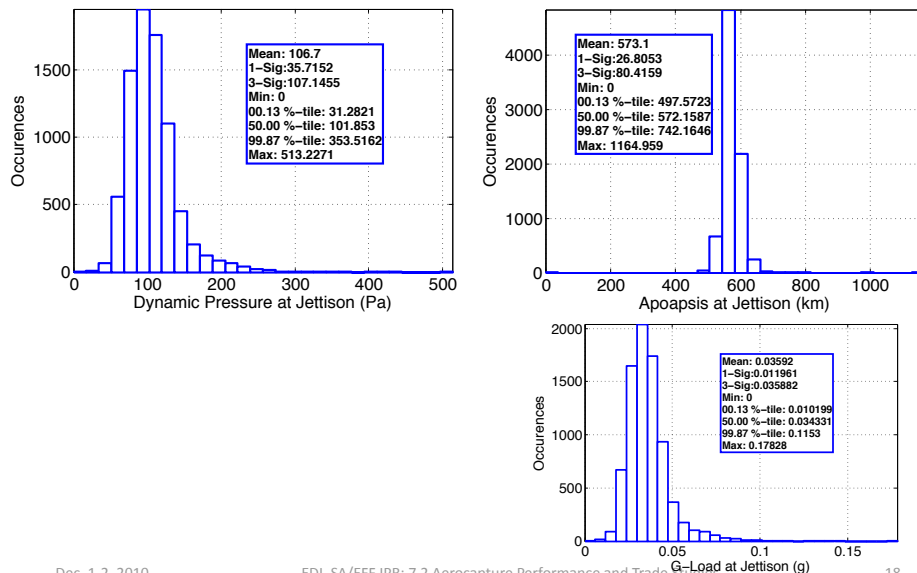 Occurences
1500
1000
500
0
0
100
200
300
400
500
Dynamic Pressure at Jettison (Pa)
Mean: 106.7
1-Sig:35.7152
3-Sig:107.1455
Min: 0
00.13 %-tile: 31.2821
50.00 %-tile: 101.853
99.87 %-tile: 353.5162
Max: 513.2271
Occurences
4000
3000
2000
1000
0
0
200
400
600
800
1000
Apoapsis at Jettison (km)
Mean: 573.1
1-Sig:26.8053
3-Sig:80.4159
Min: 0
00.13 %-tile: 497.5723
50.00 %-tile: 572.1587
99.87 %-tile: 742.1646
Max: 1164.959
Occurences
2000
1500
1000
500
0
0
0.05
0.1
0.15
G-Load at Jettison (g)
Mean: 0.03592
1-Sig:0.011961
3-Sig:0.035882
Min: 0
00.13 %-tile: 0.010199
50.00 %-tile: 0.034331
99.87 %-tile: 0.1153
Max: 0.17828
7.2 Aerocapture Performance and Trade
18